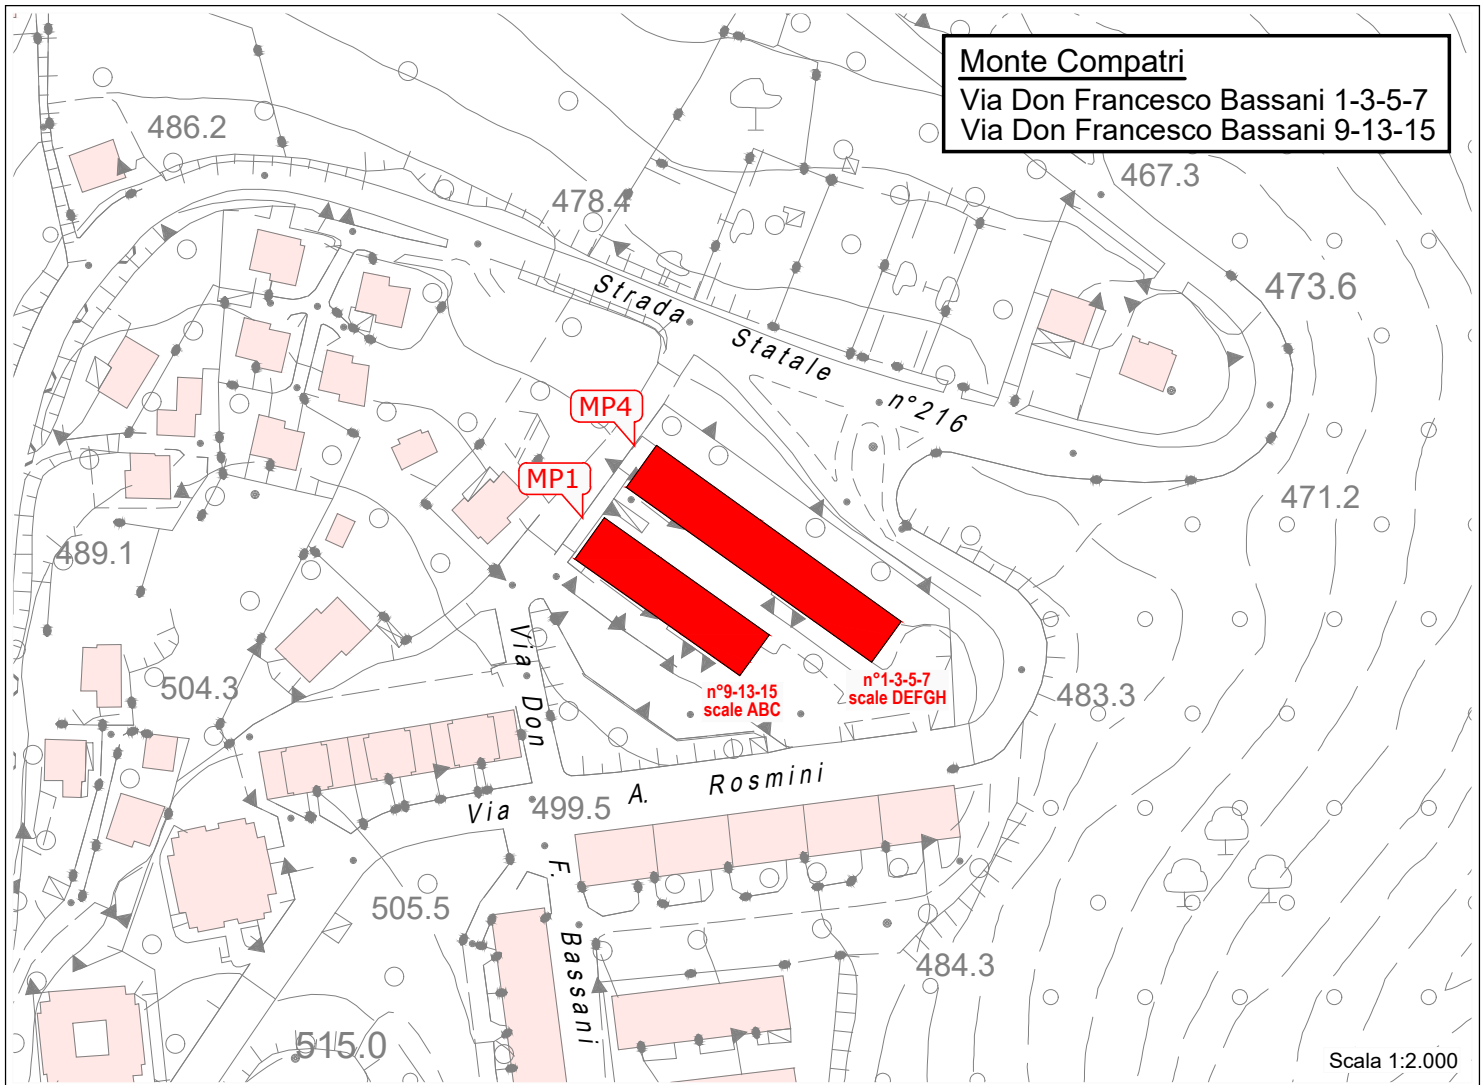 Monte Compatri
Via Don Francesco Bassani 1-3-5-7
Via Don Francesco Bassani 9-13-15
486.2
467.3
478.4
473.6
Strada Statale n°216
MP4
MP1
471.2
489.1
504.3
n°9-13-15
scale ABC
n°1-3-5-7
scale DEFGH
483.3
Via Don F. Bassani
Via A. Rosmini
499.5
505.5
484.3
515.0
Scala 1:2.000